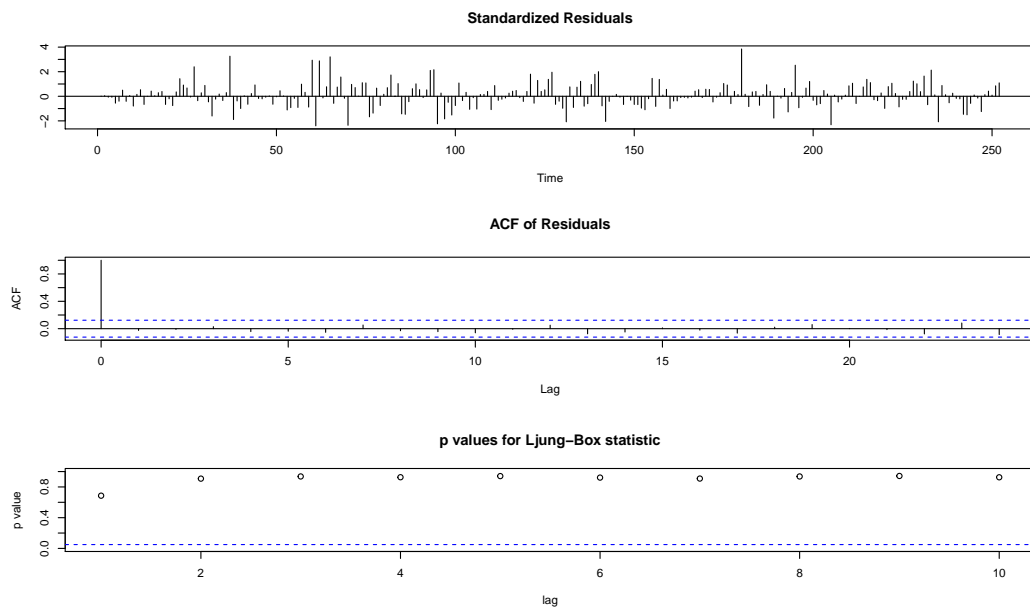 Standardized Residuals
4
2
0
−2
0 50 100 150 200 250
Time
ACF of Residuals
ACF
0.8
0.4
0.0
0 5 10 15 20
Lag
p values for Ljung−Box statistic
p value
0.8
0.4
0.0
2 4 6 8 10
lag